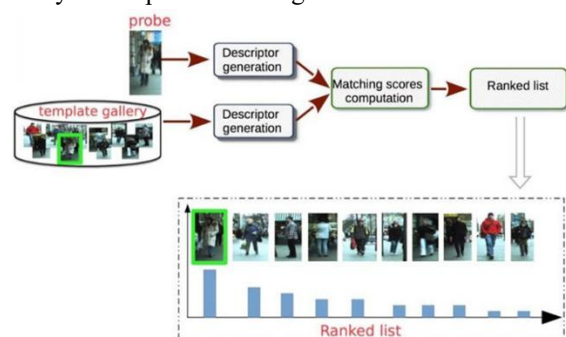 probe
Descriptor
generation
Matching scores
computation
Ranked list
template gallery
Descriptor
generation
Ranked list